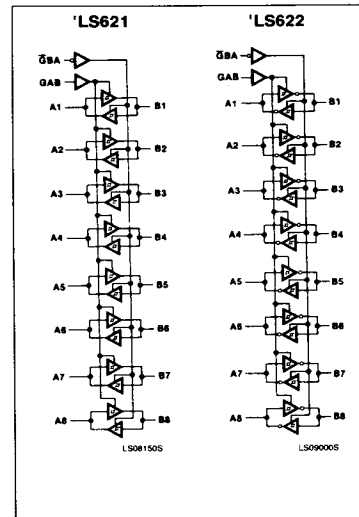 'LS621
'LS622
G̅BA
GAB
A1 B1
A2 B2
A3 B3
A4 B4
A5 B5
A6 B6
A7 B7
A8 B8
LS08150S
G̅BA
GAB
A1 B1
A2 B2
A3 B3
A4 B4
A5 B5
A6 B6
A7 B7
A8 B8
LS09000S